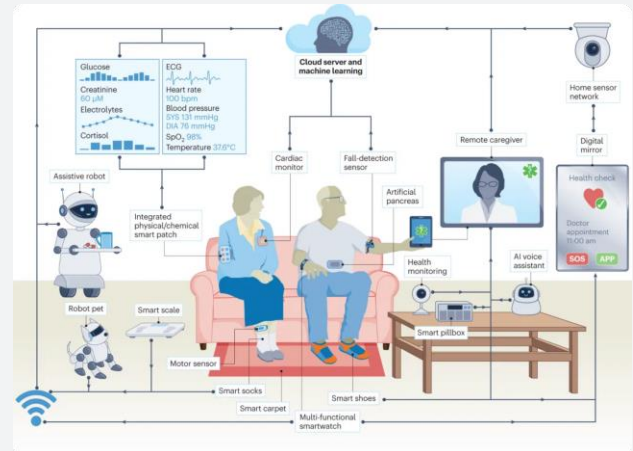 Cloud server and
machine learning
Glucose
Creatinine
60 µM
Electrolytes
Cortisol
ECG
Heart rate
100 bpm
Blood pressure
SYS 131 mmHg
DIA 76 mmHg
SpO₂ 98%
Temperature 37.6°C
Home sensor
network
Remote caregiver
Digital
mirror
Cardiac
monitor
Fall-detection
sensor
Artificial
pancreas
Health check
Doctor
appointment
11:00 am
SOS
APP
Assistive robot
Integrated
physical/chemical
smart patch
Health
monitoring
AI voice
assistant
Robot pet
Smart scale
Smart pillbox
Motor sensor
Smart socks
Smart carpet
Smart shoes
Multi-functional
smartwatch